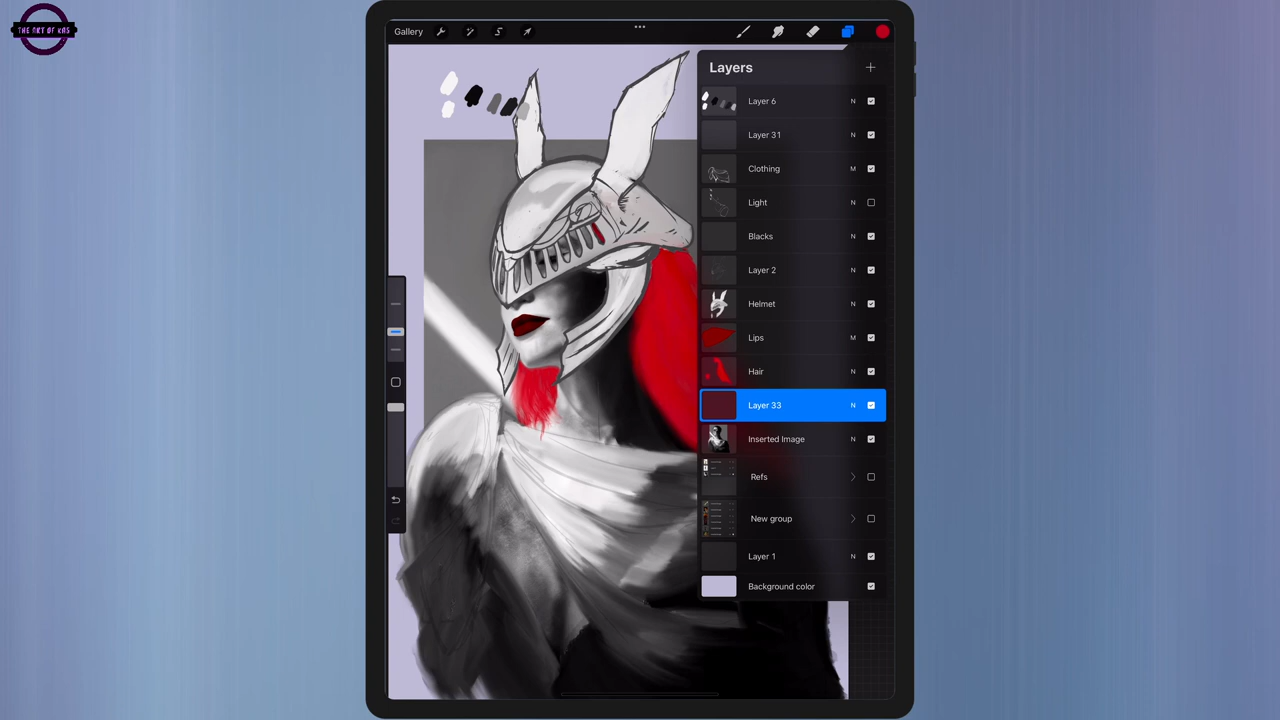 THE ART OF KAS
Gallery
Layers
Layer 6 N
Layer 31 N
Clothing M
Light N
Blacks N
Layer 2 N
Helmet N
Lips M
Hair N
Layer 33 N
Inserted Image N
Refs
New group
Layer 1 N
Background color